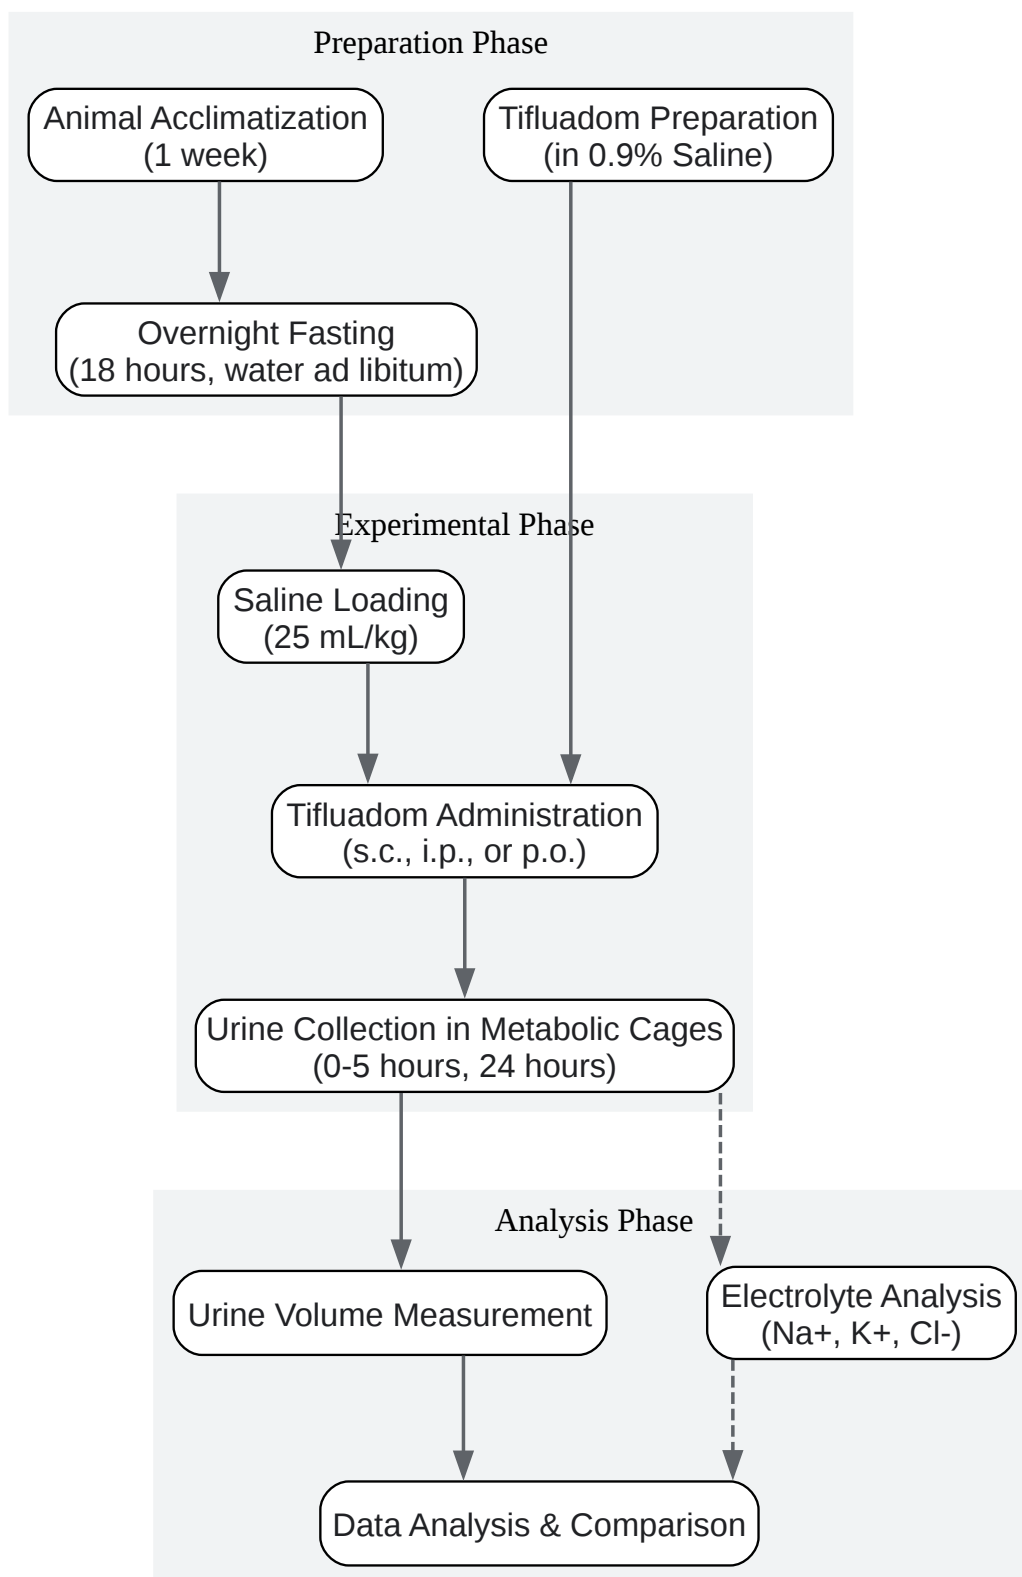 Preparation Phase
Animal Acclimatization
(1 week)
Tifluadom Preparation
(in 0.9% Saline)
Overnight Fasting
(18 hours, water ad libitum)
Experimental Phase
Saline Loading
(25 mL/kg)
Tifluadom Administration
(s.c., i.p., or p.o.)
Urine Collection in Metabolic Cages
(0-5 hours, 24 hours)
Analysis Phase
Urine Volume Measurement
Electrolyte Analysis
(Na+, K+, Cl-)
Data Analysis & Comparison